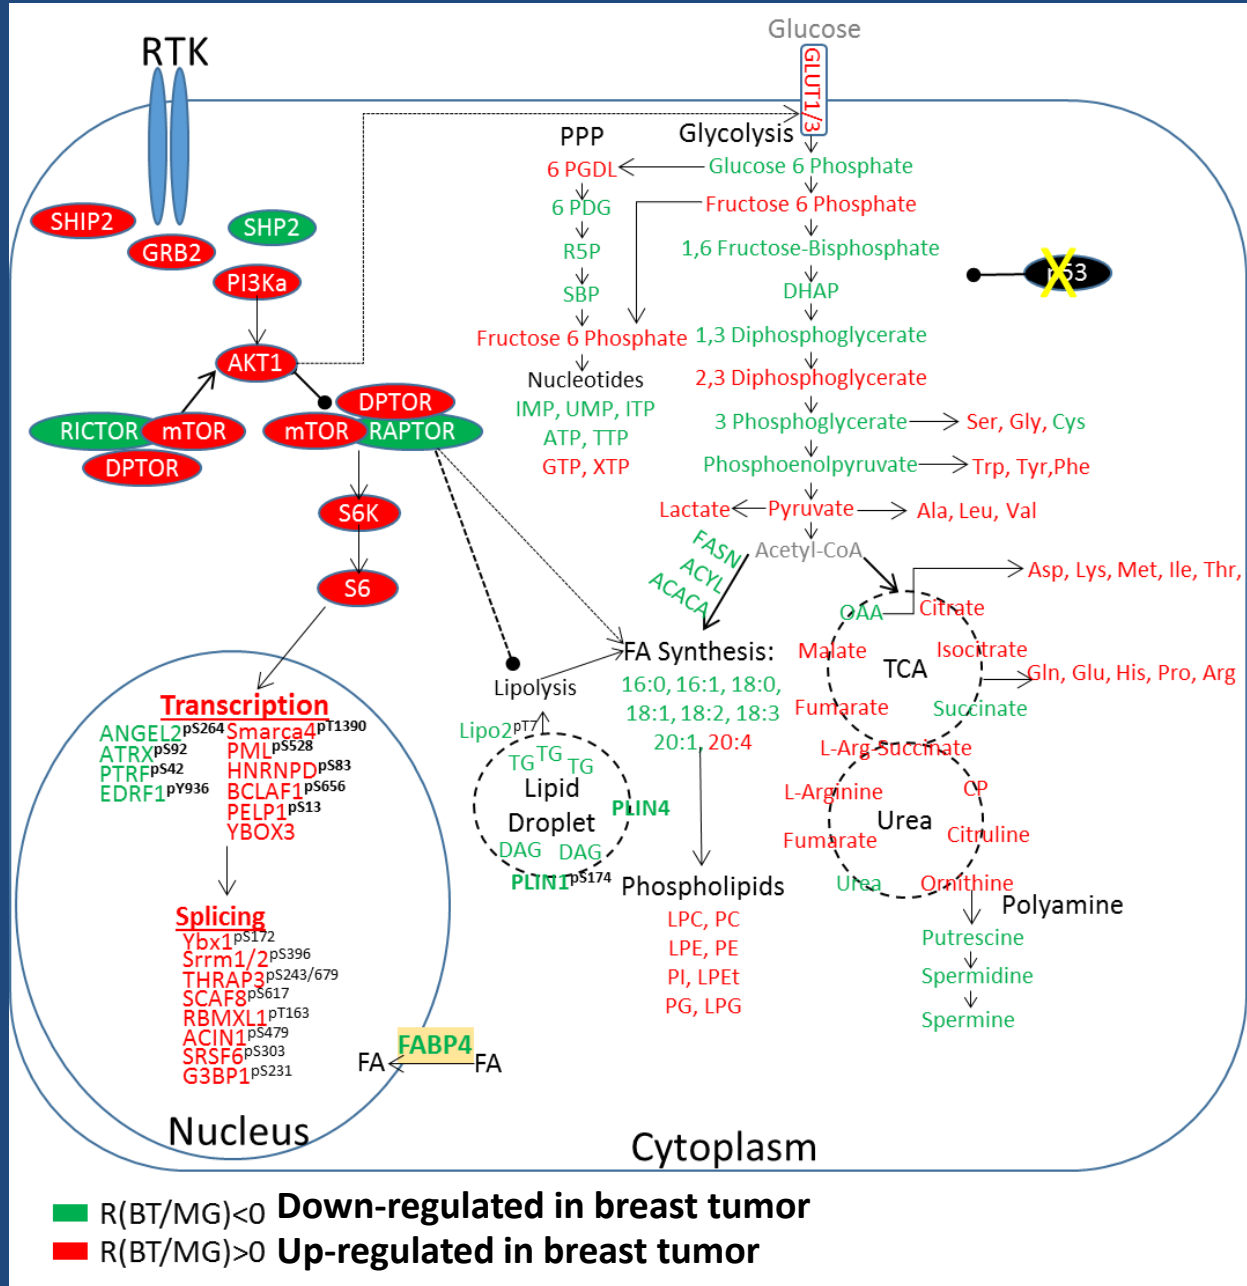 Glucose
RTK
GLUT1/3
PPP
Glycolysis
6 PGDL
Glucose 6 Phosphate
6 PDG
Fructose 6 Phosphate
R5P
1,6 Fructose-Bisphosphate
SBP
DHAP
Fructose 6 Phosphate
1,3 Diphosphoglycerate
Nucleotides
2,3 Diphosphoglycerate
IMP, UMP, ITP
ATP, TTP
GTP, XTP
3 Phosphoglycerate
Ser, Gly, Cys
Phosphoenolpyruvate
Trp, Tyr,Phe
Lactate
Pyruvate
Ala, Leu, Val
Acetyl-CoA
SHIP2
SHP2
GRB2
PI3Ka
p53
AKT1
DPTOR
RICTOR
mTOR
mTOR
RAPTOR
DPTOR
S6K
S6
FASN
ACYL
ACACA
Asp, Lys, Met, Ile, Thr,
OAA
Citrate
Malate
Isocitrate
TCA
Gln, Glu, His, Pro, Arg
Fumarate
Succinate
L-Arg-Succinate
L-Arginine
CP
Urea
Fumarate
Citruline
Urea
Ornithine
Polyamine
Putrescine
Spermidine
Spermine
FA Synthesis:
16:0, 16:1, 18:0,
18:1, 18:2, 18:3
20:1, 20:4
Lipolysis
Lipo2pT7
TG
TG
TG
Lipid
Droplet
PLIN4
DAG
DAG
PLIN1pS174
Phospholipids
LPC, PC
LPE, PE
PI, LPEt
PG, LPG
Transcription
ANGEL2pS264
ATRXpS92
PTRFpS42
EDRF1pY936
Smarca4pT1390
PMLpS528
HNRNPDpS83
BCLAF1pS656
PELP1pS13
YBOX3
Splicing
Ybx1pS172
Srrm1/2pS396
THRAP3pS243/679
SCAF8pS617
RBMXL1pT163
ACIN1pS479
SRSF6pS303
G3BP1pS231
FABP4
FA
FA
Nucleus
Cytoplasm
R(BT/MG)<0 Down-regulated in breast tumor
R(BT/MG)>0 Up-regulated in breast tumor